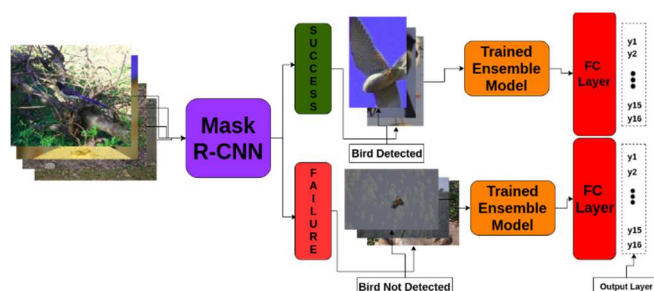 Mask
R-CNN
S
U
C
C
E
S
S
Bird Detected
Trained
Ensemble
Model
FC
Layer
y1
y2
y15
y16
F
A
I
L
U
R
E
Bird Not Detected
Trained
Ensemble
Model
FC
Layer
y1
y2
y15
y16
Output Layer